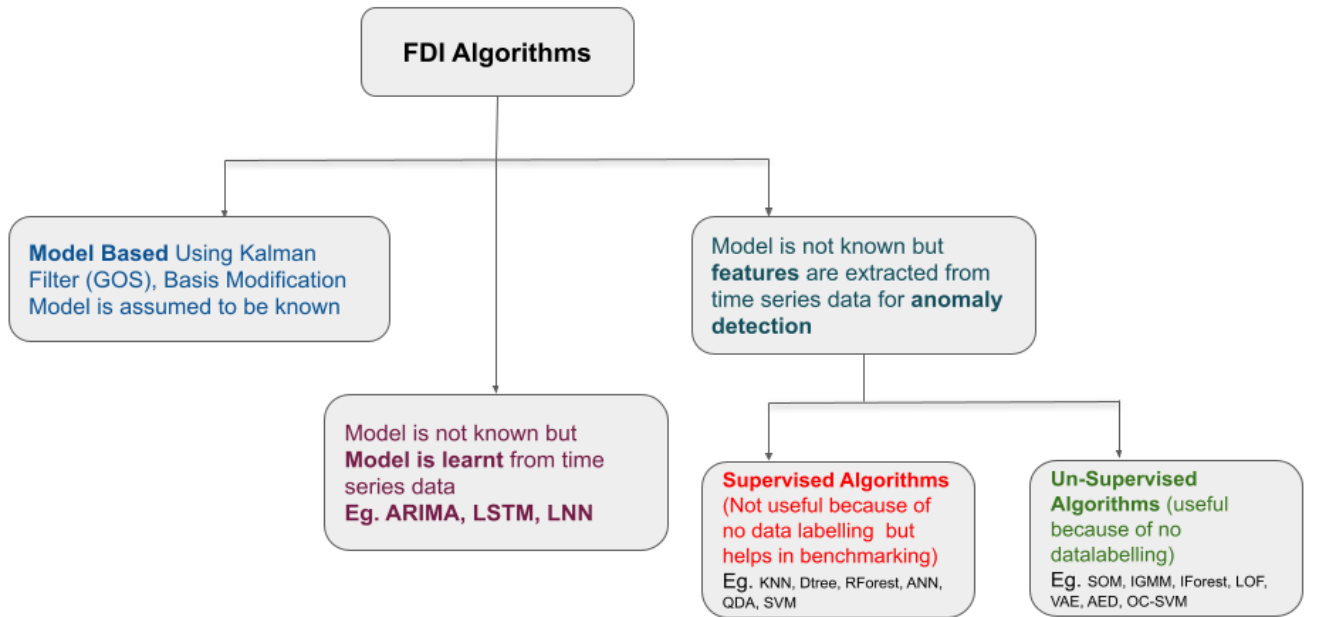 FDI Algorithms
Model Based Using Kalman
Filter (GOS), Basis Modification
Model is assumed to be known
Model is not known but
features are extracted from
time series data for anomaly
detection
Model is not known but
Model is learnt from time
series data
Eg. ARIMA, LSTM, LNN
Supervised Algorithms
(Not useful because of
no data labelling but
helps in benchmarking)
Eg. KNN, Dtree, RForest, ANN,
QDA, SVM
Un-Supervised
Algorithms (useful
because of no
datalabelling)
Eg. SOM, IGMM, IForest, LOF,
VAE, AED, OC-SVM